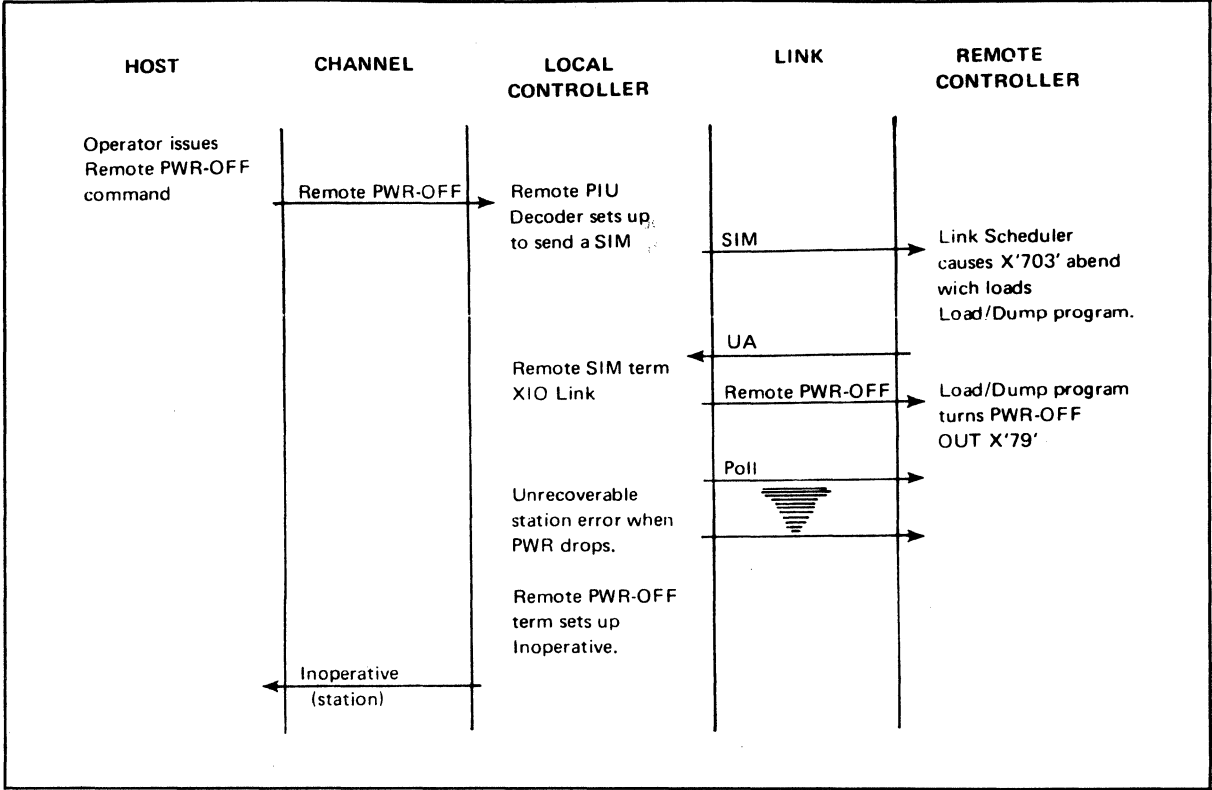 HOST
CHANNEL
LOCAL
CONTROLLER
LINK
REMOTE
CONTROLLER
Operator issues
Remote PWR-OFF
command
Remote PWR-OFF
Remote PIU
Decoder sets up
to send a SIM
SIM
Link Scheduler
causes X'703' abend
wich loads
Load/Dump program.
UA
Remote SIM term
XIO Link
Remote PWR-OFF
Load/Dump program
turns PWR-OFF
OUT X'79'
Poll
Unrecoverable
station error when
PWR drops.
Remote PWR-OFF
term sets up
Inoperative.
Inoperative
(station)